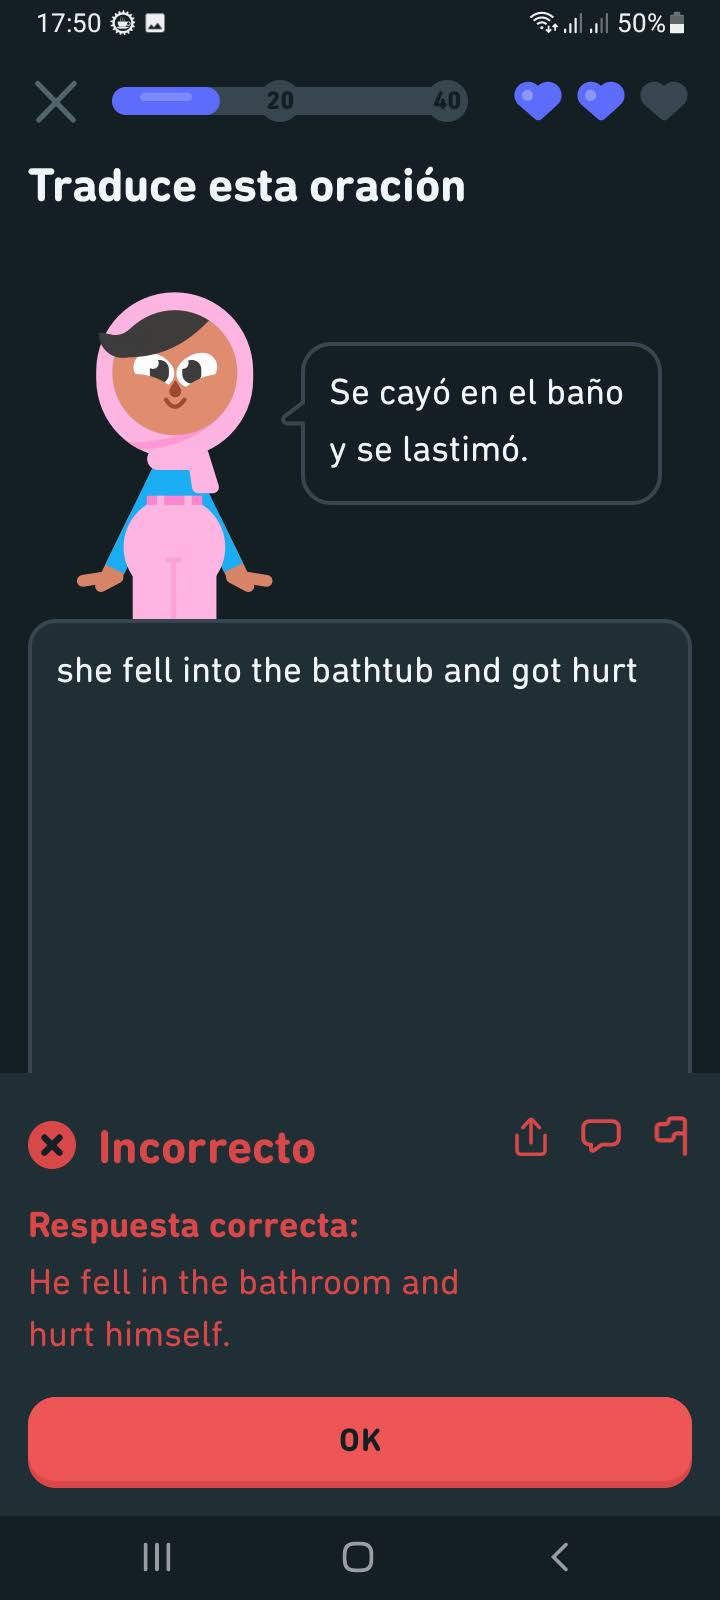 17:50 50%
20 40
Traduce esta oración
Se cayó en el baño
y se lastimó.
she fell into the bathtub and got hurt
Incorrecto
Respuesta correcta:
He fell in the bathroom and
hurt himself.
OK